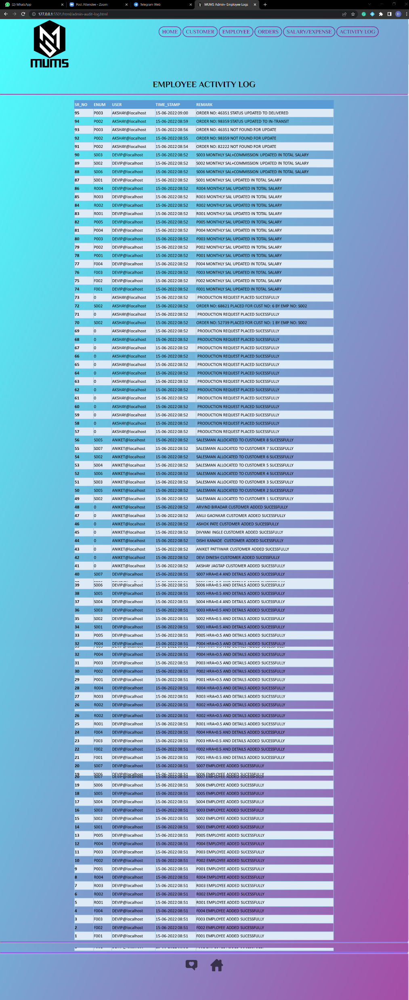 (2) WhatsApp
Post Attendee - Zoom
Telegram Web
MUMS Admin- Employee Logs
127.0.0.1:5501/html/admin-audit-log.html
HOME CUSTOMER EMPLOYEE ORDERS SALARY/EXPENSE ACTIVITY LOG
MUMS
EMPLOYEE ACTIVITY LOG
SR_NO ENUM USER TIME_STAMP REMARK
95 P003 AKSHAY@localhost 15-06-2022 09:00 ORDER NO: 46351 STATUS UPDATED TO DELIVERED
94 P002 AKSHAY@localhost 15-06-2022 08:59 ORDER NO: 98359 STATUS UPDATED TO IN-TRANSIT
93 P003 AKSHAY@localhost 15-06-2022 08:56 ORDER NO: 46351 NOT FOUND FOR UPDATE
92 P002 AKSHAY@localhost 15-06-2022 08:55 ORDER NO: 98359 NOT FOUND FOR UPDATE
91 P002 AKSHAY@localhost 15-06-2022 08:54 ORDER NO: 82222 NOT FOUND FOR UPDATE
90 S003 DEVIP@localhost 15-06-2022 08:52 S003 MONTHLY SAL+COMMISSION UPDATED IN TOTAL SALARY
89 S002 DEVIP@localhost 15-06-2022 08:52 S002 MONTHLY SAL+COMMISSION UPDATED IN TOTAL SALARY
88 S006 DEVIP@localhost 15-06-2022 08:52 S006 MONTHLY SAL+COMMISSION UPDATED IN TOTAL SALARY
87 S001 DEVIP@localhost 15-06-2022 08:52 S001 MONTHLY SAL UPDATED IN TOTAL SALARY
86 R004 DEVIP@localhost 15-06-2022 08:52 R004 MONTHLY SAL UPDATED IN TOTAL SALARY
85 R003 DEVIP@localhost 15-06-2022 08:52 R003 MONTHLY SAL UPDATED IN TOTAL SALARY
84 R002 DEVIP@localhost 15-06-2022 08:52 R002 MONTHLY SAL UPDATED IN TOTAL SALARY
83 R001 DEVIP@localhost 15-06-2022 08:52 R001 MONTHLY SAL UPDATED IN TOTAL SALARY
82 P005 DEVIP@localhost 15-06-2022 08:52 P005 MONTHLY SAL UPDATED IN TOTAL SALARY
81 P004 DEVIP@localhost 15-06-2022 08:52 P004 MONTHLY SAL UPDATED IN TOTAL SALARY
80 P003 DEVIP@localhost 15-06-2022 08:52 P003 MONTHLY SAL UPDATED IN TOTAL SALARY
79 P002 DEVIP@localhost 15-06-2022 08:52 P002 MONTHLY SAL UPDATED IN TOTAL SALARY
78 P001 DEVIP@localhost 15-06-2022 08:52 P001 MONTHLY SAL UPDATED IN TOTAL SALARY
77 F004 DEVIP@localhost 15-06-2022 08:52 F004 MONTHLY SAL UPDATED IN TOTAL SALARY
76 F003 DEVIP@localhost 15-06-2022 08:52 F003 MONTHLY SAL UPDATED IN TOTAL SALARY
75 F002 DEVIP@localhost 15-06-2022 08:52 F002 MONTHLY SAL UPDATED IN TOTAL SALARY
74 F001 DEVIP@localhost 15-06-2022 08:52 F001 MONTHLY SAL UPDATED IN TOTAL SALARY
73 0 AKSHAY@localhost 15-06-2022 08:52 PRODUCTION REQUEST PLACED SUCESSFULLY
72 S002 AKSHAY@localhost 15-06-2022 08:52 ORDER NO: 68621 PLACED FOR CUST NO: 6 BY EMP NO: S002
71 0 AKSHAY@localhost 15-06-2022 08:52 PRODUCTION REQUEST PLACED SUCESSFULLY
70 S002 AKSHAY@localhost 15-06-2022 08:52 ORDER NO: 52739 PLACED FOR CUST NO: 1 BY EMP NO: S002
69 0 AKSHAY@localhost 15-06-2022 08:52 PRODUCTION REQUEST PLACED SUCESSFULLY
68 0 AKSHAY@localhost 15-06-2022 08:52 PRODUCTION REQUEST PLACED SUCESSFULLY
67 0 AKSHAY@localhost 15-06-2022 08:52 PRODUCTION REQUEST PLACED SUCESSFULLY
66 0 AKSHAY@localhost 15-06-2022 08:52 PRODUCTION REQUEST PLACED SUCESSFULLY
65 0 AKSHAY@localhost 15-06-2022 08:52 PRODUCTION REQUEST PLACED SUCESSFULLY
64 0 AKSHAY@localhost 15-06-2022 08:52 PRODUCTION REQUEST PLACED SUCESSFULLY
63 0 AKSHAY@localhost 15-06-2022 08:52 PRODUCTION REQUEST PLACED SUCESSFULLY
62 0 AKSHAY@localhost 15-06-2022 08:52 PRODUCTION REQUEST PLACED SUCESSFULLY
61 0 AKSHAY@localhost 15-06-2022 08:52 PRODUCTION REQUEST PLACED SUCESSFULLY
60 0 AKSHAY@localhost 15-06-2022 08:52 PRODUCTION REQUEST PLACED SUCESSFULLY
59 0 AKSHAY@localhost 15-06-2022 08:52 PRODUCTION REQUEST PLACED SUCESSFULLY
58 0 AKSHAY@localhost 15-06-2022 08:52 PRODUCTION REQUEST PLACED SUCESSFULLY
57 0 AKSHAY@localhost 15-06-2022 08:52 PRODUCTION REQUEST PLACED SUCESSFULLY
56 S005 ANIKET@localhost 15-06-2022 08:52 SALESMAN ALLOCATED TO CUSTOMER 8 SUCESSFULLY
55 S007 ANIKET@localhost 15-06-2022 08:52 SALESMAN ALLOCATED TO CUSTOMER 7 SUCESSFULLY
54 S002 ANIKET@localhost 15-06-2022 08:52 SALESMAN ALLOCATED TO CUSTOMER 6 SUCESSFULLY
53 S004 ANIKET@localhost 15-06-2022 08:52 SALESMAN ALLOCATED TO CUSTOMER 5 SUCESSFULLY
52 S006 ANIKET@localhost 15-06-2022 08:52 SALESMAN ALLOCATED TO CUSTOMER 4 SUCESSFULLY
51 S003 ANIKET@localhost 15-06-2022 08:52 SALESMAN ALLOCATED TO CUSTOMER 3 SUCESSFULLY
50 S005 ANIKET@localhost 15-06-2022 08:52 SALESMAN ALLOCATED TO CUSTOMER 2 SUCESSFULLY
49 S002 ANIKET@localhost 15-06-2022 08:52 SALESMAN ALLOCATED TO CUSTOMER 1 SUCESSFULLY
48 0 ANIKET@localhost 15-06-2022 08:52 ARVIND BIRADAR CUSTOMER ADDED SUCESSFULLY
47 0 ANIKET@localhost 15-06-2022 08:52 ANUJ GAONKAR CUSTOMER ADDED SUCESSFULLY
46 0 ANIKET@localhost 15-06-2022 08:52 ASHOK PATE CUSTOMER ADDED SUCESSFULLY
45 0 ANIKET@localhost 15-06-2022 08:52 DIVYANI INGLE CUSTOMER ADDED SUCESSFULLY
44 0 ANIKET@localhost 15-06-2022 08:52 DISHI KANADE CUSTOMER ADDED SUCESSFULLY
43 0 ANIKET@localhost 15-06-2022 08:52 ANIKET PATTIWAR CUSTOMER ADDED SUCESSFULLY
42 0 ANIKET@localhost 15-06-2022 08:52 DEVI DINESH CUSTOMER ADDED SUCESSFULLY
41 0 ANIKET@localhost 15-06-2022 08:52 AKSHAY JAGTAP CUSTOMER ADDED SUCESSFULLY
40 S007 DEVIP@localhost 15-06-2022 08:51 S007 HRA=0.4 AND DETAILS ADDED SUCESSFULLY
39 S006 DEVIP@localhost 15-06-2022 08:51 S006 HRA=0.5 AND DETAILS ADDED SUCESSFULLY
38 S005 DEVIP@localhost 15-06-2022 08:51 S005 HRA=0.5 AND DETAILS ADDED SUCESSFULLY
37 S004 DEVIP@localhost 15-06-2022 08:51 S004 HRA=0.4 AND DETAILS ADDED SUCESSFULLY
36 S003 DEVIP@localhost 15-06-2022 08:51 S003 HRA=0.5 AND DETAILS ADDED SUCESSFULLY
35 S002 DEVIP@localhost 15-06-2022 08:51 S002 HRA=0.5 AND DETAILS ADDED SUCESSFULLY
34 S001 DEVIP@localhost 15-06-2022 08:51 S001 HRA=0.5 AND DETAILS ADDED SUCESSFULLY
33 P005 DEVIP@localhost 15-06-2022 08:51 P005 HRA=0.5 AND DETAILS ADDED SUCESSFULLY
32 P004 DEVIP@localhost 15-06-2022 08:51 P004 HRA=0.5 AND DETAILS ADDED SUCESSFULLY
32 P004 DEVIP@localhost 15-06-2022 08:51 P004 HRA=0.5 AND DETAILS ADDED SUCESSFULLY
31 P003 DEVIP@localhost 15-06-2022 08:51 P003 HRA=0.5 AND DETAILS ADDED SUCESSFULLY
30 P002 DEVIP@localhost 15-06-2022 08:51 P002 HRA=0.5 AND DETAILS ADDED SUCESSFULLY
29 P001 DEVIP@localhost 15-06-2022 08:51 P001 HRA=0.5 AND DETAILS ADDED SUCESSFULLY
28 R004 DEVIP@localhost 15-06-2022 08:51 R004 HRA=0.5 AND DETAILS ADDED SUCESSFULLY
27 R003 DEVIP@localhost 15-06-2022 08:51 R003 HRA=0.5 AND DETAILS ADDED SUCESSFULLY
26 R002 DEVIP@localhost 15-06-2022 08:51 R002 HRA=0.5 AND DETAILS ADDED SUCESSFULLY
26 R002 DEVIP@localhost 15-06-2022 08:51 R002 HRA=0.5 AND DETAILS ADDED SUCESSFULLY
25 R001 DEVIP@localhost 15-06-2022 08:51 R001 HRA=0.5 AND DETAILS ADDED SUCESSFULLY
24 F004 DEVIP@localhost 15-06-2022 08:51 F004 HRA=0.5 AND DETAILS ADDED SUCESSFULLY
23 F003 DEVIP@localhost 15-06-2022 08:51 F003 HRA=0.5 AND DETAILS ADDED SUCESSFULLY
22 F002 DEVIP@localhost 15-06-2022 08:51 F002 HRA=0.5 AND DETAILS ADDED SUCESSFULLY
21 F001 DEVIP@localhost 15-06-2022 08:51 F001 HRA=0.5 AND DETAILS ADDED SUCESSFULLY
20 S007 DEVIP@localhost 15-06-2022 08:51 S007 EMPLOYEE ADDED SUCESSFULLY
19 S006 DEVIP@localhost 15-06-2022 08:51 S006 EMPLOYEE ADDED SUCESSFULLY
20 S007 DEVIP@localhost 15-06-2022 08:51 S007 EMPLOYEE ADDED SUCESSFULLY
19 S006 DEVIP@localhost 15-06-2022 08:51 S006 EMPLOYEE ADDED SUCESSFULLY
18 S005 DEVIP@localhost 15-06-2022 08:51 S005 EMPLOYEE ADDED SUCESSFULLY
17 S004 DEVIP@localhost 15-06-2022 08:51 S004 EMPLOYEE ADDED SUCESSFULLY
16 S003 DEVIP@localhost 15-06-2022 08:51 S003 EMPLOYEE ADDED SUCESSFULLY
15 S002 DEVIP@localhost 15-06-2022 08:51 S002 EMPLOYEE ADDED SUCESSFULLY
14 S001 DEVIP@localhost 15-06-2022 08:51 S001 EMPLOYEE ADDED SUCESSFULLY
13 P005 DEVIP@localhost 15-06-2022 08:51 P005 EMPLOYEE ADDED SUCESSFULLY
12 P004 DEVIP@localhost 15-06-2022 08:51 P004 EMPLOYEE ADDED SUCESSFULLY
11 P003 DEVIP@localhost 15-06-2022 08:51 P003 EMPLOYEE ADDED SUCESSFULLY
10 P002 DEVIP@localhost 15-06-2022 08:51 P002 EMPLOYEE ADDED SUCESSFULLY
9 P001 DEVIP@localhost 15-06-2022 08:51 P001 EMPLOYEE ADDED SUCESSFULLY
8 R004 DEVIP@localhost 15-06-2022 08:51 R004 EMPLOYEE ADDED SUCESSFULLY
7 R003 DEVIP@localhost 15-06-2022 08:51 R003 EMPLOYEE ADDED SUCESSFULLY
6 R002 DEVIP@localhost 15-06-2022 08:51 R002 EMPLOYEE ADDED SUCESSFULLY
5 R001 DEVIP@localhost 15-06-2022 08:51 R001 EMPLOYEE ADDED SUCESSFULLY
4 F004 DEVIP@localhost 15-06-2022 08:51 F004 EMPLOYEE ADDED SUCESSFULLY
3 F003 DEVIP@localhost 15-06-2022 08:51 F003 EMPLOYEE ADDED SUCESSFULLY
2 F002 DEVIP@localhost 15-06-2022 08:51 F002 EMPLOYEE ADDED SUCESSFULLY
1 F001 DEVIP@localhost 15-06-2022 08:51 F001 EMPLOYEE ADDED SUCESSFULLY